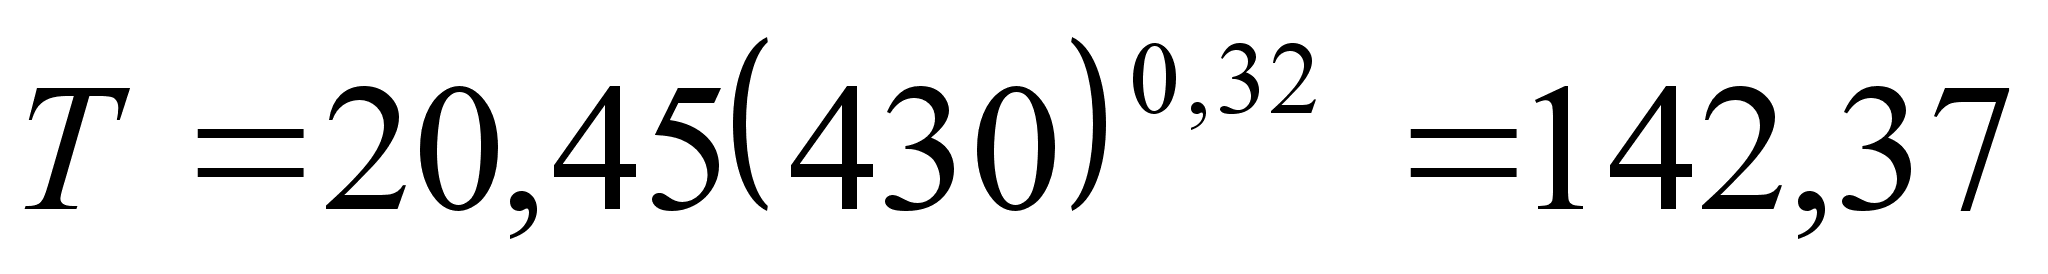 T = 20,45(430)^0,32 = 142,37